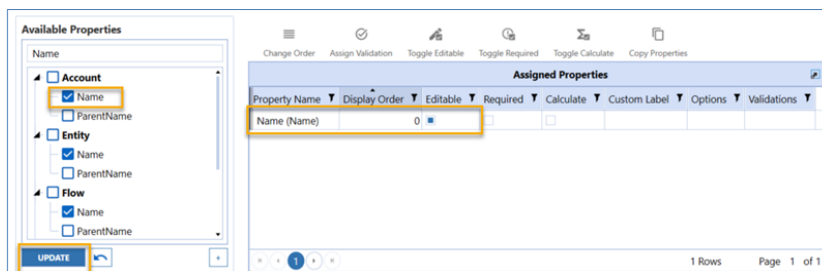 Available Properties
Name
Account
Name
ParentName
Entity
Name
ParentName
Flow
Name
ParentName
UPDATE
+
Change Order Assign Validation Toggle Editable Toggle Required Toggle Calculate Copy Properties
Assigned Properties
Property Name Display Order Editable Required Calculate Custom Label Options Validations
Name (Name) 0
1 1 Rows Page 1 of 1